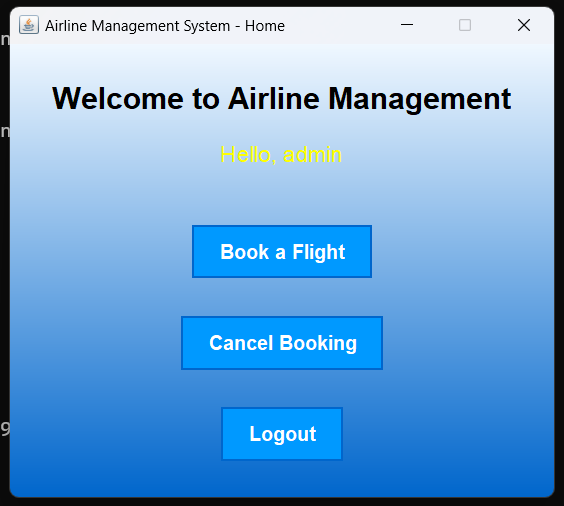 Airline Management System - Home
Welcome to Airline Management
Hello, admin
Book a Flight
Cancel Booking
Logout